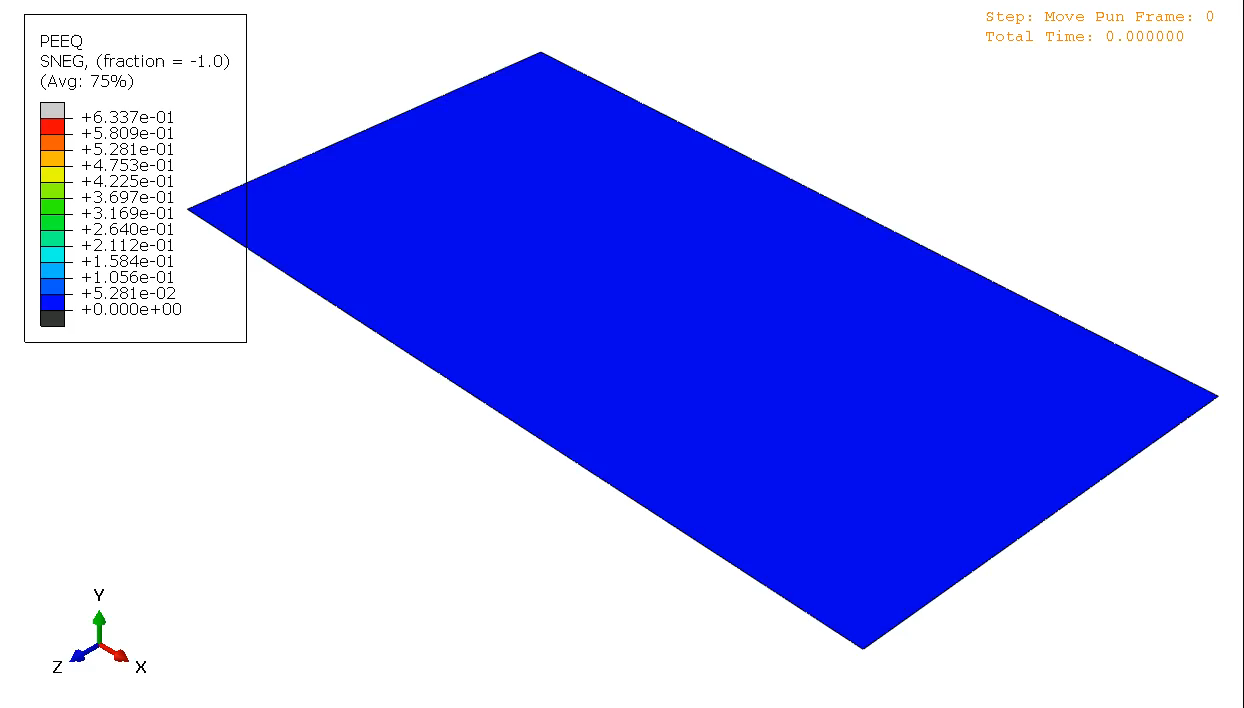 Step: Move Pun Frame: 0
Total Time: 0.000000
PEEQ
SNEG, (fraction = -1.0)
(Avg: 75%)
+6.337e-01
+5.809e-01
+5.281e-01
+4.753e-01
+4.225e-01
+3.697e-01
+3.169e-01
+2.640e-01
+2.112e-01
+1.584e-01
+1.056e-01
+5.281e-02
+0.000e+00
Y
Z
X